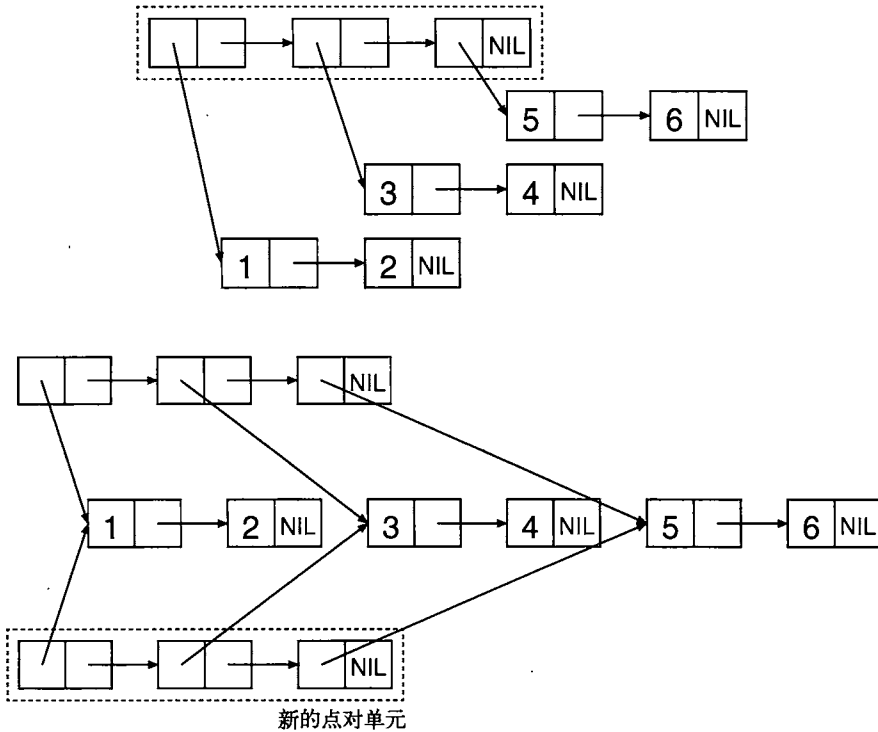 NIL
5 6 NIL
3 4 NIL
1 2 NIL
NIL
1 2 NIL 3 4 NIL 5 6 NIL
NIL
新的点对单元